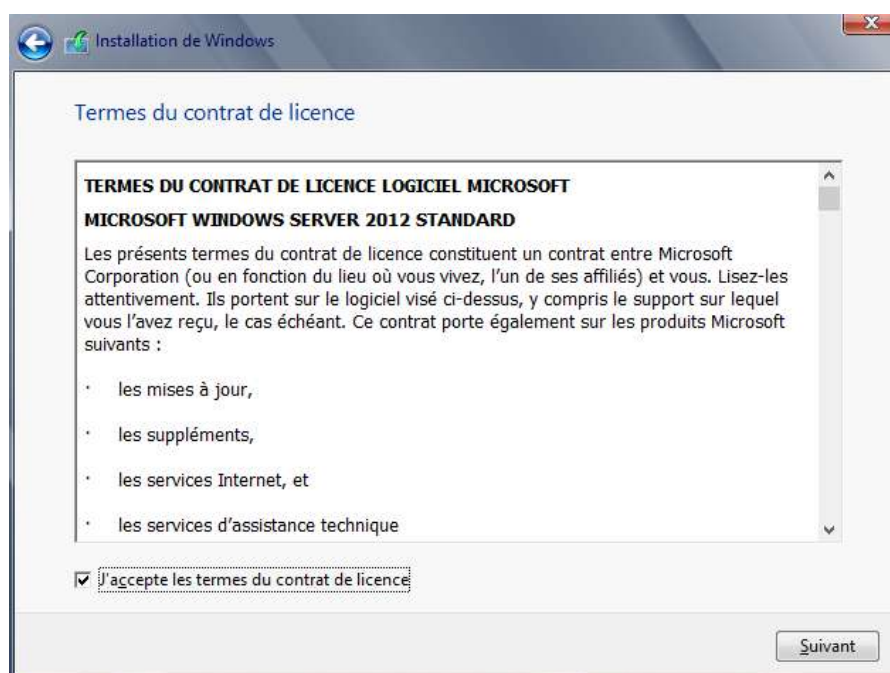 Installation de Windows
Termes du contrat de licence
TERMES DU CONTRAT DE LICENCE LOGICIEL MICROSOFT
MICROSOFT WINDOWS SERVER 2012 STANDARD
Les présents termes du contrat de licence constituent un contrat entre Microsoft
Corporation (ou en fonction du lieu où vous vivez, l’un de ses affiliés) et vous. Lisez-les
attentivement. Ils portent sur le logiciel visé ci-dessus, y compris le support sur lequel
vous l’avez reçu, le cas échéant. Ce contrat porte également sur les produits Microsoft
suivants :
· les mises à jour,
· les suppléments,
· les services Internet, et
· les services d’assistance technique
J'accepte les termes du contrat de licence
Suivant